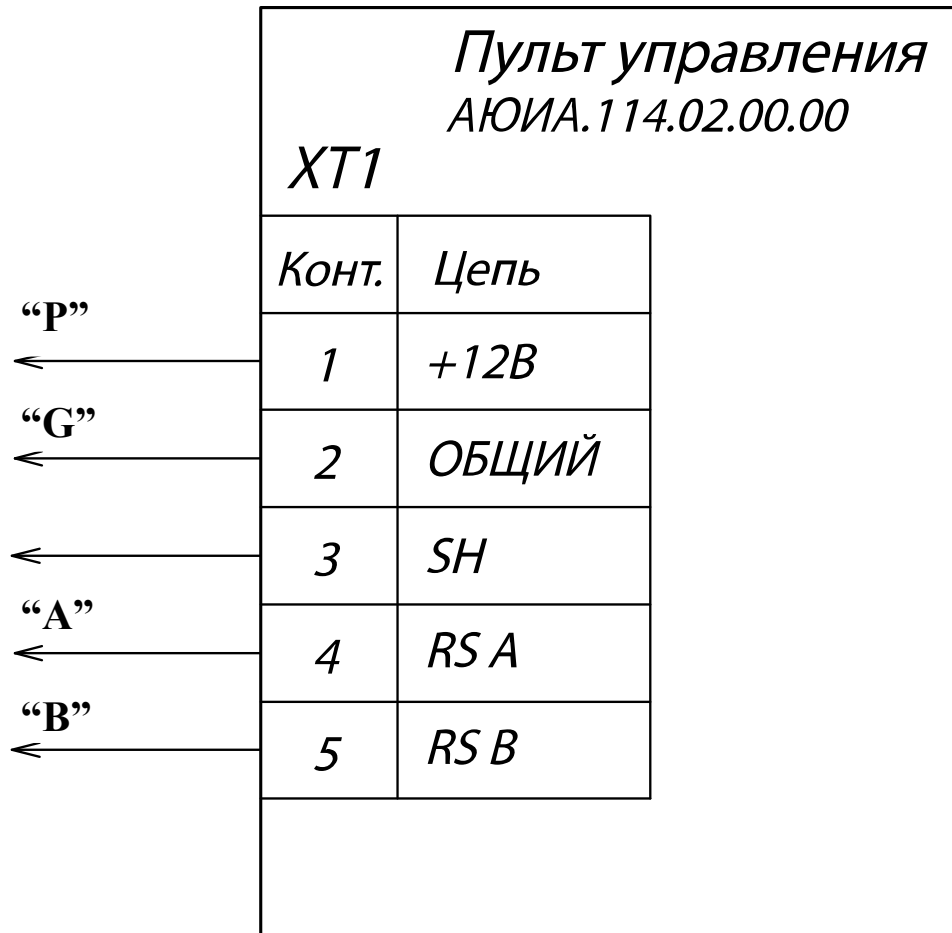 Пульт управления
АЮИА.114.02.00.00
XT1
Конт. Цепь
“P”
1 +12В
“G”
2 ОБЩИЙ
3 SH
“A”
4 RS A
“B”
5 RS B